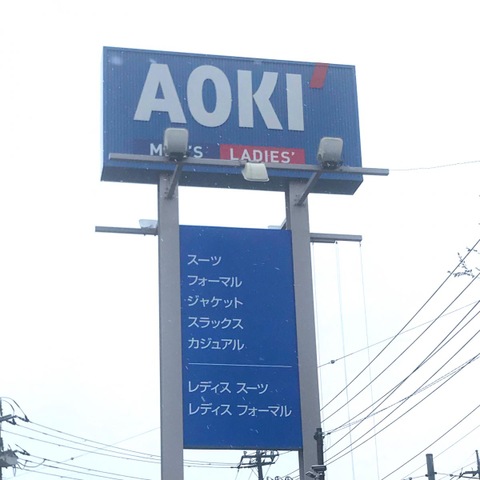 AOKI'
MEN'S LADIES'
スーツ
フォーマル
ジャケット
スラックス
カジュアル
レディス スーツ
レディス フォーマル